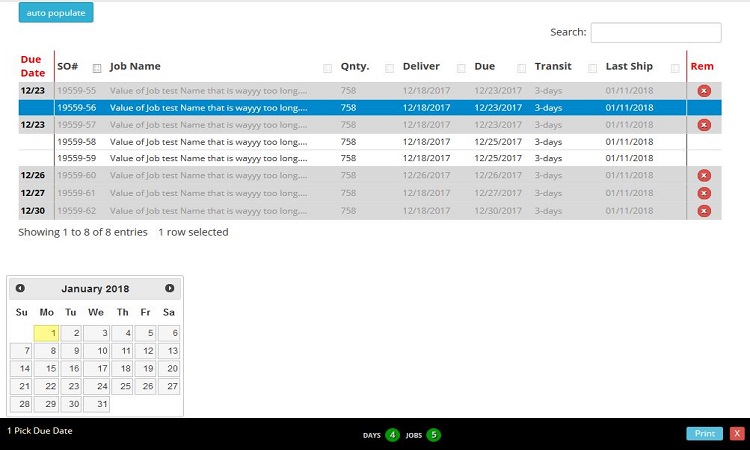 auto populate
Search:
Due Date SO# Job Name Qnty. Deliver Due Transit Last Ship Rem
12/23 19559-55 Value of Job test Name that is wayyy too long.... 758 12/18/2017 12/23/2017 3-days 01/11/2018 x
19559-56 Value of Job test Name that is wayyy too long.... 758 12/18/2017 12/23/2017 3-days 01/11/2018
12/23 19559-57 Value of Job test Name that is wayyy too long.... 758 12/18/2017 12/23/2017 3-days 01/11/2018 x
19559-58 Value of Job test Name that is wayyy too long.... 758 12/18/2017 12/25/2017 3-days 01/11/2018
19559-59 Value of Job test Name that is wayyy too long.... 758 12/18/2017 12/25/2017 3-days 01/11/2018
12/26 19559-60 Value of Job test Name that is wayyy too long.... 758 12/26/2017 12/26/2017 3-days 01/11/2018 x
12/27 19559-61 Value of Job test Name that is wayyy too long.... 758 12/18/2017 12/27/2017 3-days 01/11/2018 x
12/30 19559-62 Value of Job test Name that is wayyy too long.... 758 12/18/2017 12/30/2017 3-days 01/11/2018 x
Showing 1 to 8 of 8 entries 1 row selected
January 2018
Su Mo Tu We Th Fr Sa
1 2 3 4 5 6
7 8 9 10 11 12 13
14 15 16 17 18 19 20
21 22 23 24 25 26 27
28 29 30 31
1 Pick Due Date DAYS 4 JOBS 5 Print X